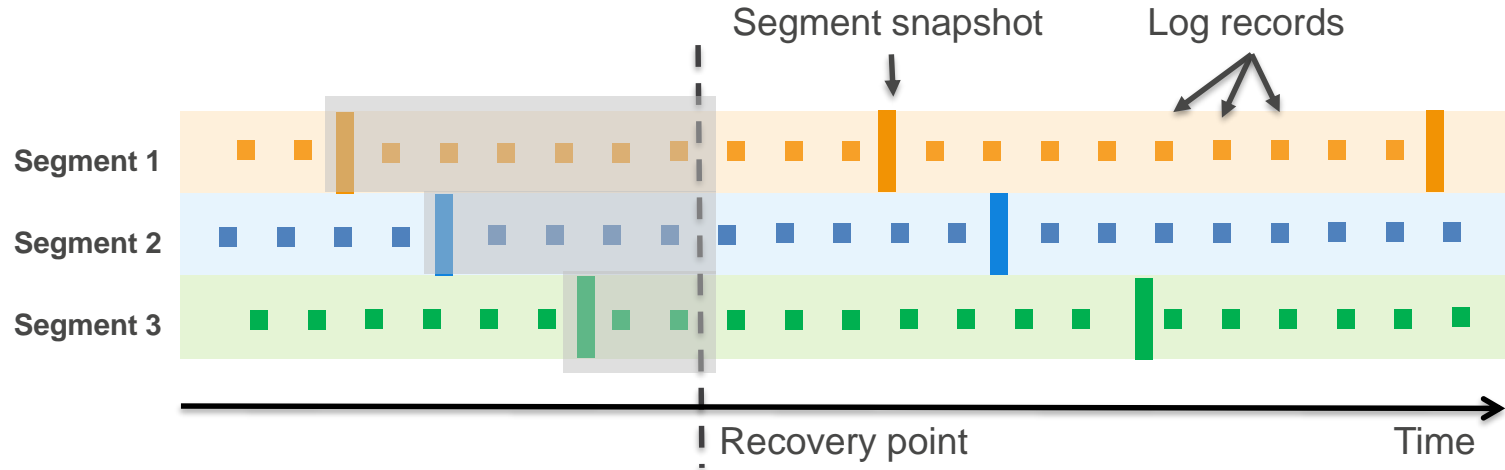 Segment snapshot
Log records
Segment 1
Segment 2
Segment 3
Recovery point
Time